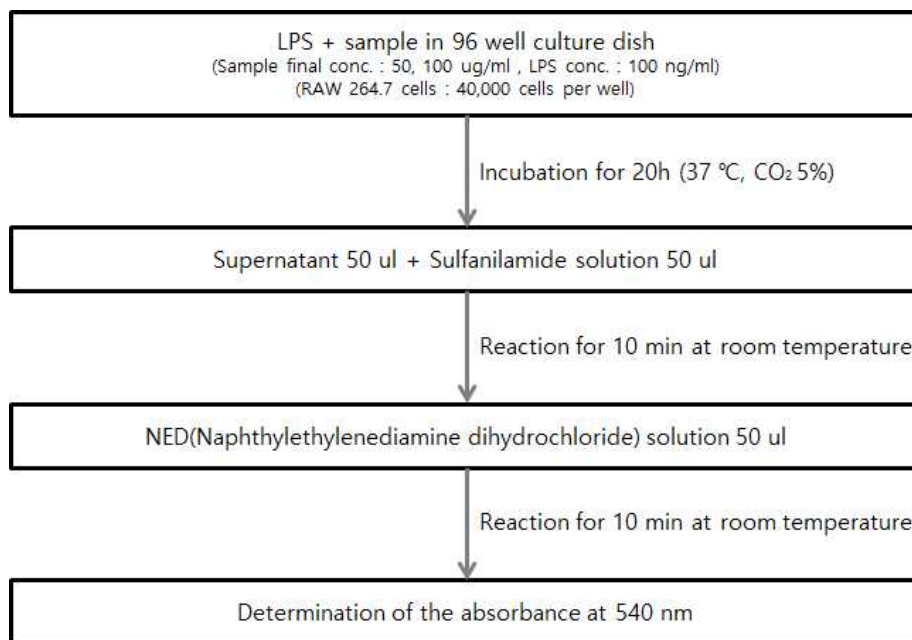 LPS + sample in 96 well culture dish
(Sample final conc. : 50, 100 ug/ml , LPS conc. : 100 ng/ml)
(RAW 264.7 cells : 40,000 cells per well)
Incubation for 20h (37 ℃, CO₂ 5%)
Supernatant 50 ul + Sulfanilamide solution 50 ul
Reaction for 10 min at room temperature
NED(Naphthylethylenediamine dihydrochloride) solution 50 ul
Reaction for 10 min at room temperature
Determination of the absorbance at 540 nm